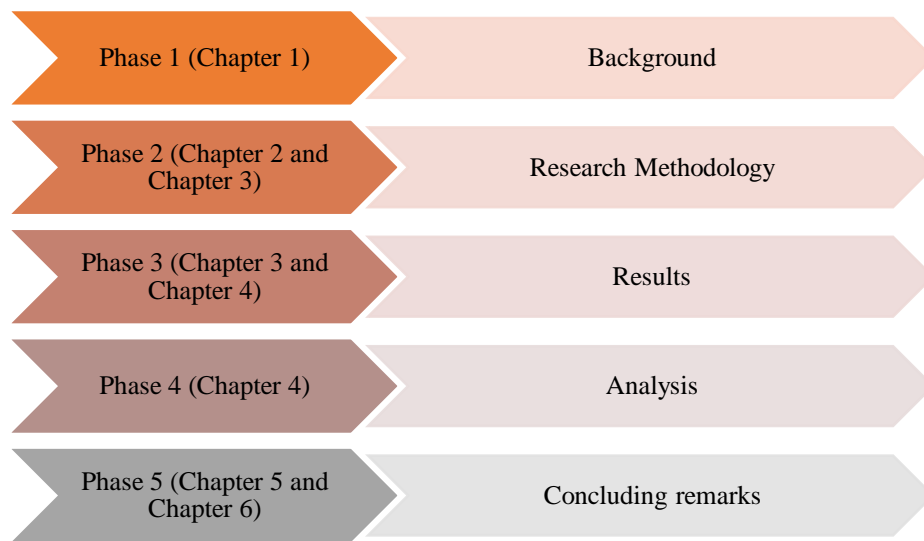 Phase 1 (Chapter 1)
Background
Phase 2 (Chapter 2 and
Chapter 3)
Research Methodology
Phase 3 (Chapter 3 and
Chapter 4)
Results
Phase 4 (Chapter 4)
Analysis
Phase 5 (Chapter 5 and
Chapter 6)
Concluding remarks